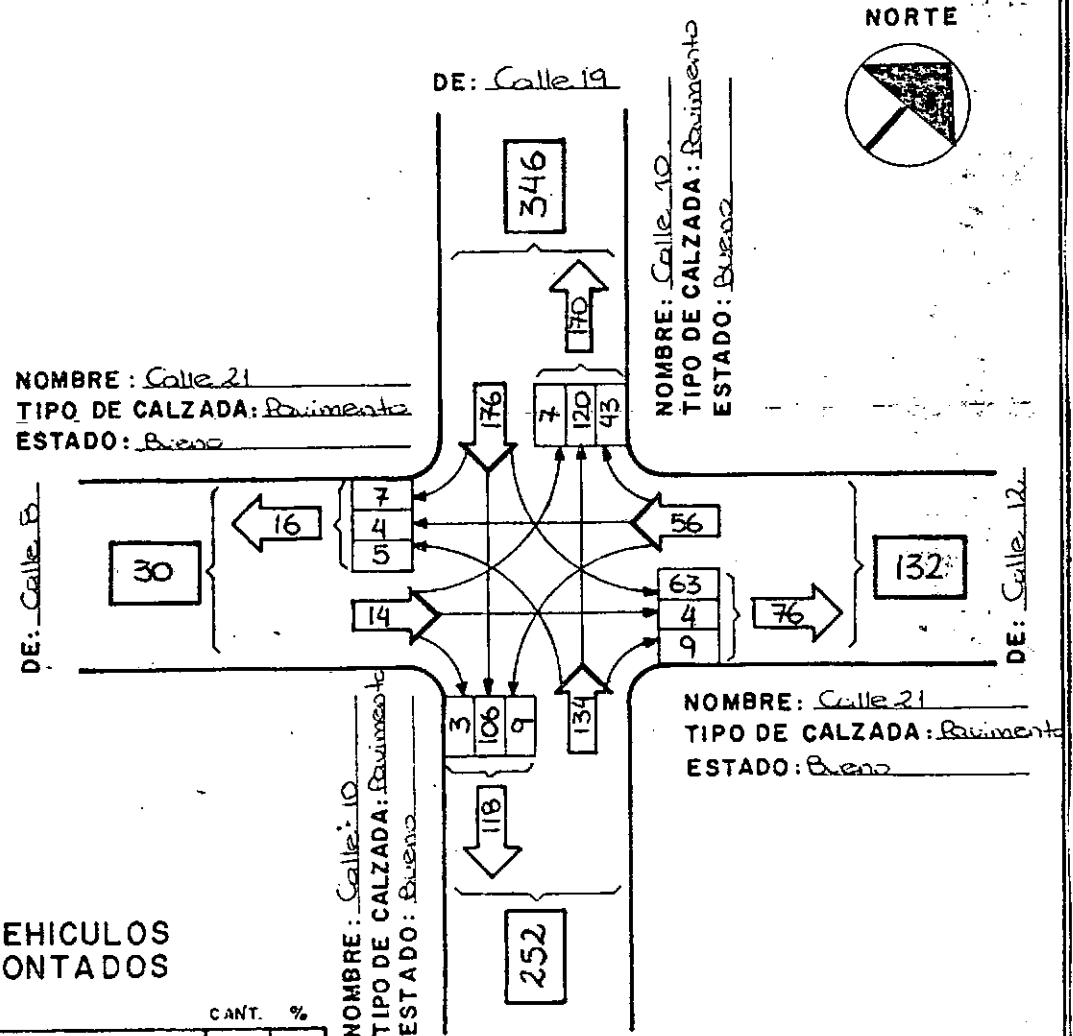 NORTE
DE: Calle 19
346
170
NOMBRE: Calle 10
TIPO DE CALZADA: Pavimento
ESTADO: Bueno
NOMBRE: Calle 21
TIPO DE CALZADA: Pavimento
ESTADO: Bueno
176
7 120 43
DE: Calle
30
16
7
4
5
56
132
DE: Calle 12
14
63
4
9
76
3 106 9
134
118
252
NOMBRE: Calle 21
TIPO DE CALZADA: Pavimento
ESTADO: Bueno
NOMBRE: Calle 10
TIPO DE CALZADA: Pavimento
ESTADO: Bueno
EHICULOS
ONTADOS
CANT. %